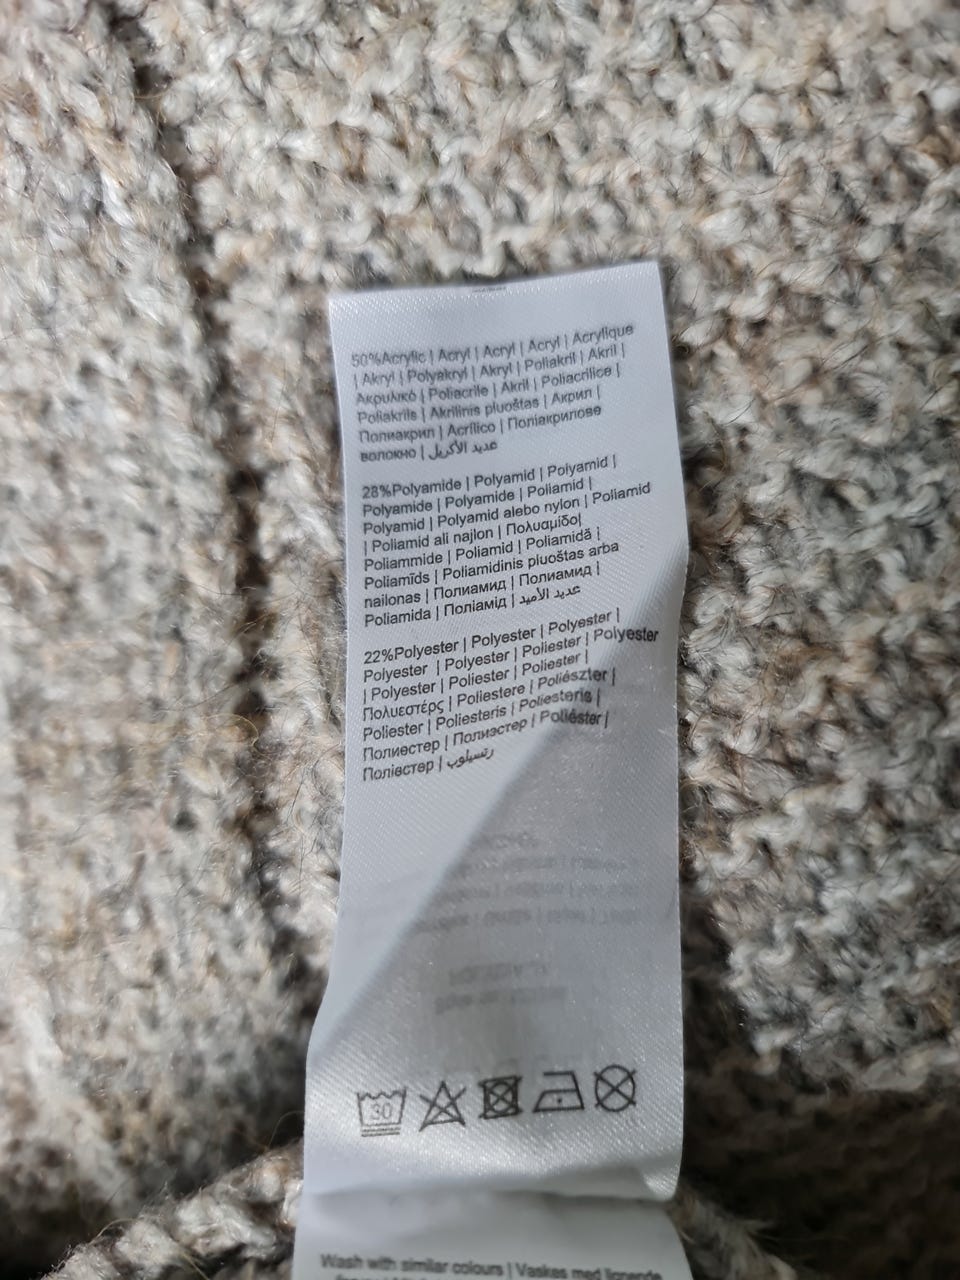 50%Acrylic | Acryl | Acryl | Acryl | Acrylique
| Akryl | Polyakryl | Akryl | Poliakril | Akril |
Ακρυλικό | Poliacrile | Akril | Poliacrilice |
Poliakrils | Akrilinis pluoštas | Акрил |
Полиакрил | Acrílico | Поліакрилове
волокно | عديد الأكريل
28%Polyamide | Polyamid | Polyamid |
Polyamide | Polyamide | Poliamid |
Polyamid | Polyamid alebo nylon | Poliamid
| Poliamid ali najlon | Πολυαμίδο|
Poliammide | Poliamid | Poliamidă |
Poliamīds | Poliamidinis pluoštas arba
nailonas | Полиамид | Полиамид |
Poliamida | Поліамід | عديد الأميد
22%Polyester | Polyester | Polyester |
Polyester | Polyester | Poliester | Polyester
| Polyester | Poliester | Poliester |
Πολυεστέρς | Poliestere | Poliészter |
Poliester | Poliesteris | Poliesteris |
Полиестер | Полиэстер | Poliéster |
Поліестер | رتسيلوب
30
Wash with similar colours | Vaskes med lignende